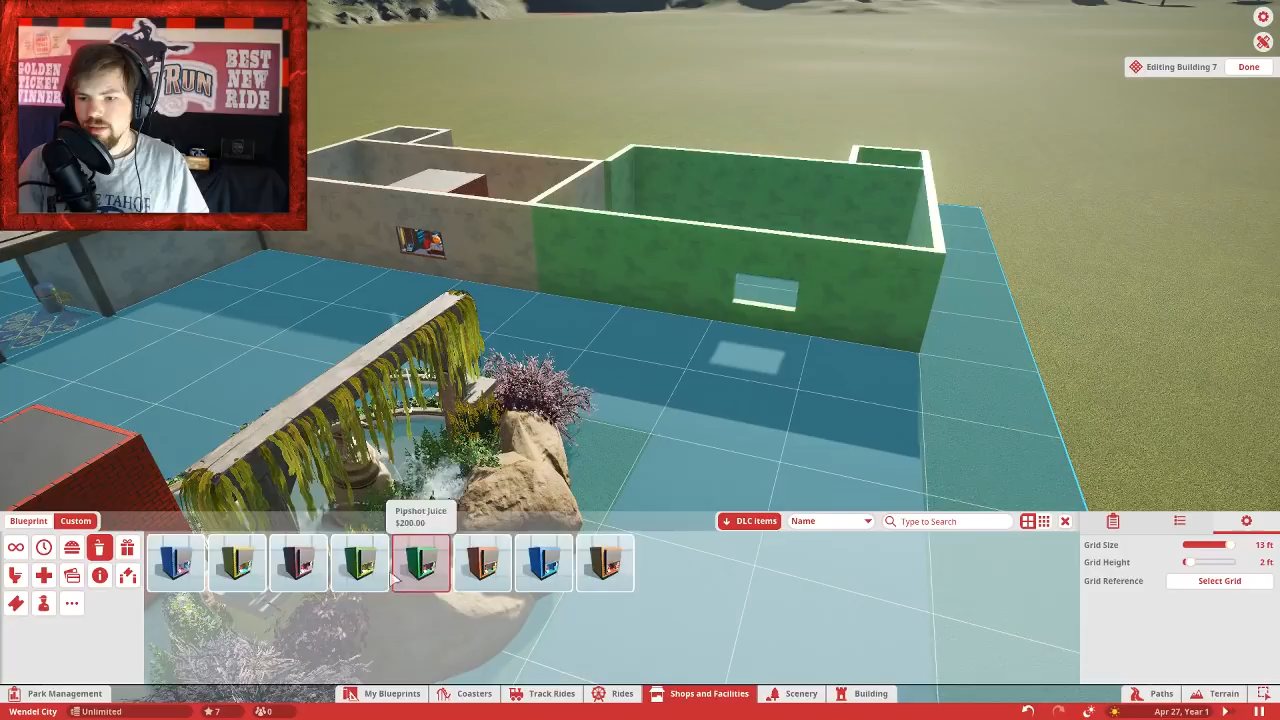 GOLDEN
TICKET
WINNER
RUN
BEST
NEW
RIDE
Editing Building 7
Done
Pipshot Juice
$200.00
Blueprint
Custom
DLC Items
Name
Type to Search
Grid Size
13 ft
Grid Height
2 ft
Grid Reference
Select Grid
Park Management
My Blueprints
Coasters
Track Rides
Rides
Shops and Facilities
Scenery
Building
Paths
Terrain
Wendel City
Unlimited
7
0
Apr 27, Year 1